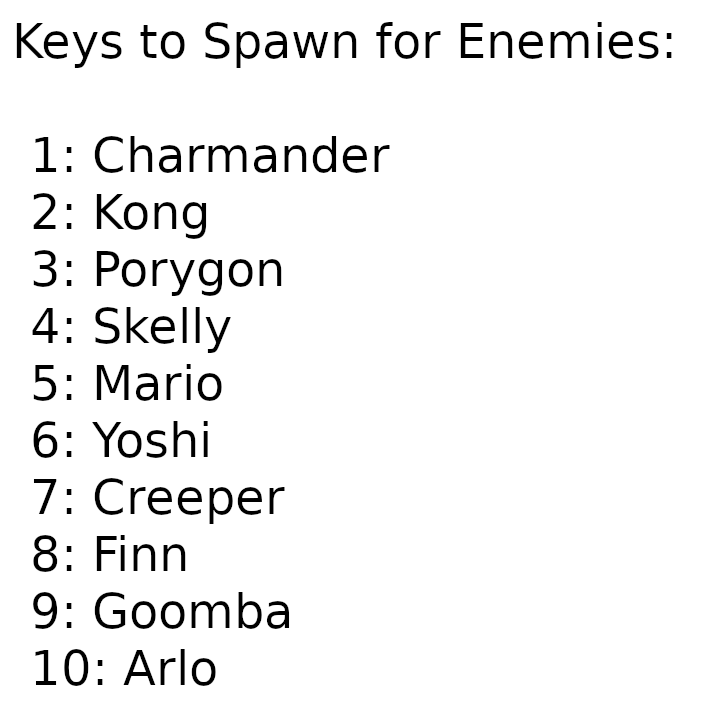 Keys to Spawn for Enemies:
1: Charmander
2: Kong
3: Porygon
4: Skelly
5: Mario
6: Yoshi
7: Creeper
8: Finn
9: Goomba
10: Arlo